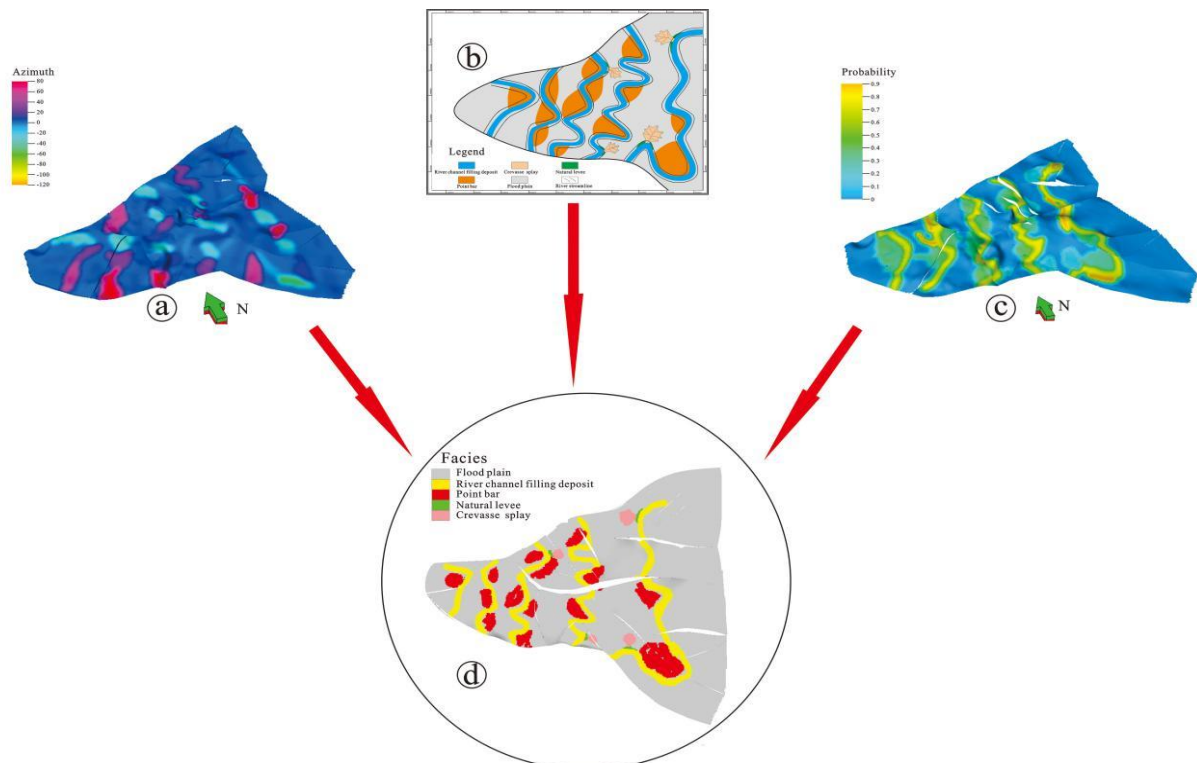 Azimuth
80
60
40
20
0
-20
-40
-60
-80
-100
-120
N
a
b
Legend
River channel filling deposit
Crevasse splay
Natural levee
Point bar
Flood plain
River streamline
Probability
0.9
0.8
0.7
0.6
0.5
0.4
0.3
0.2
0.1
0
N
c
Facies
Flood plain
River channel filling deposit
Point bar
Natural levee
Crevasse splay
d